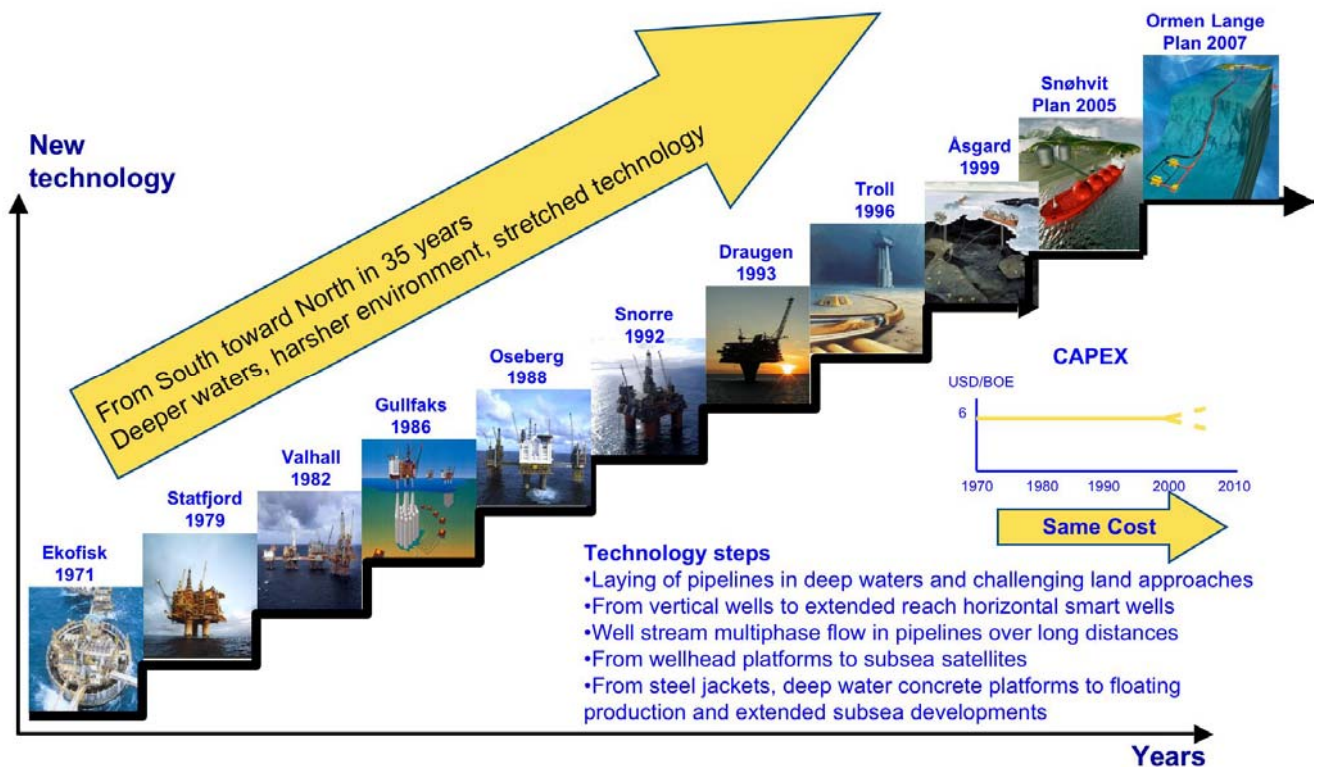 New
technology
From South toward North in 35 years
Deeper waters, harsher environment, stretched technology
Ekofisk
1971
Statfjord
1979
Valhall
1982
Gullfaks
1986
Oseberg
1988
Snorre
1992
Draugen
1993
Troll
1996
Åsgard
1999
Snøhvit
Plan 2005
Ormen Lange
Plan 2007
CAPEX
USD/BOE
6
1970 1980 1990 2000 2010
Same Cost
Technology steps
•Laying of pipelines in deep waters and challenging land approaches
•From vertical wells to extended reach horizontal smart wells
•Well stream multiphase flow in pipelines over long distances
•From wellhead platforms to subsea satellites
•From steel jackets, deep water concrete platforms to floating
production and extended subsea developments
Years